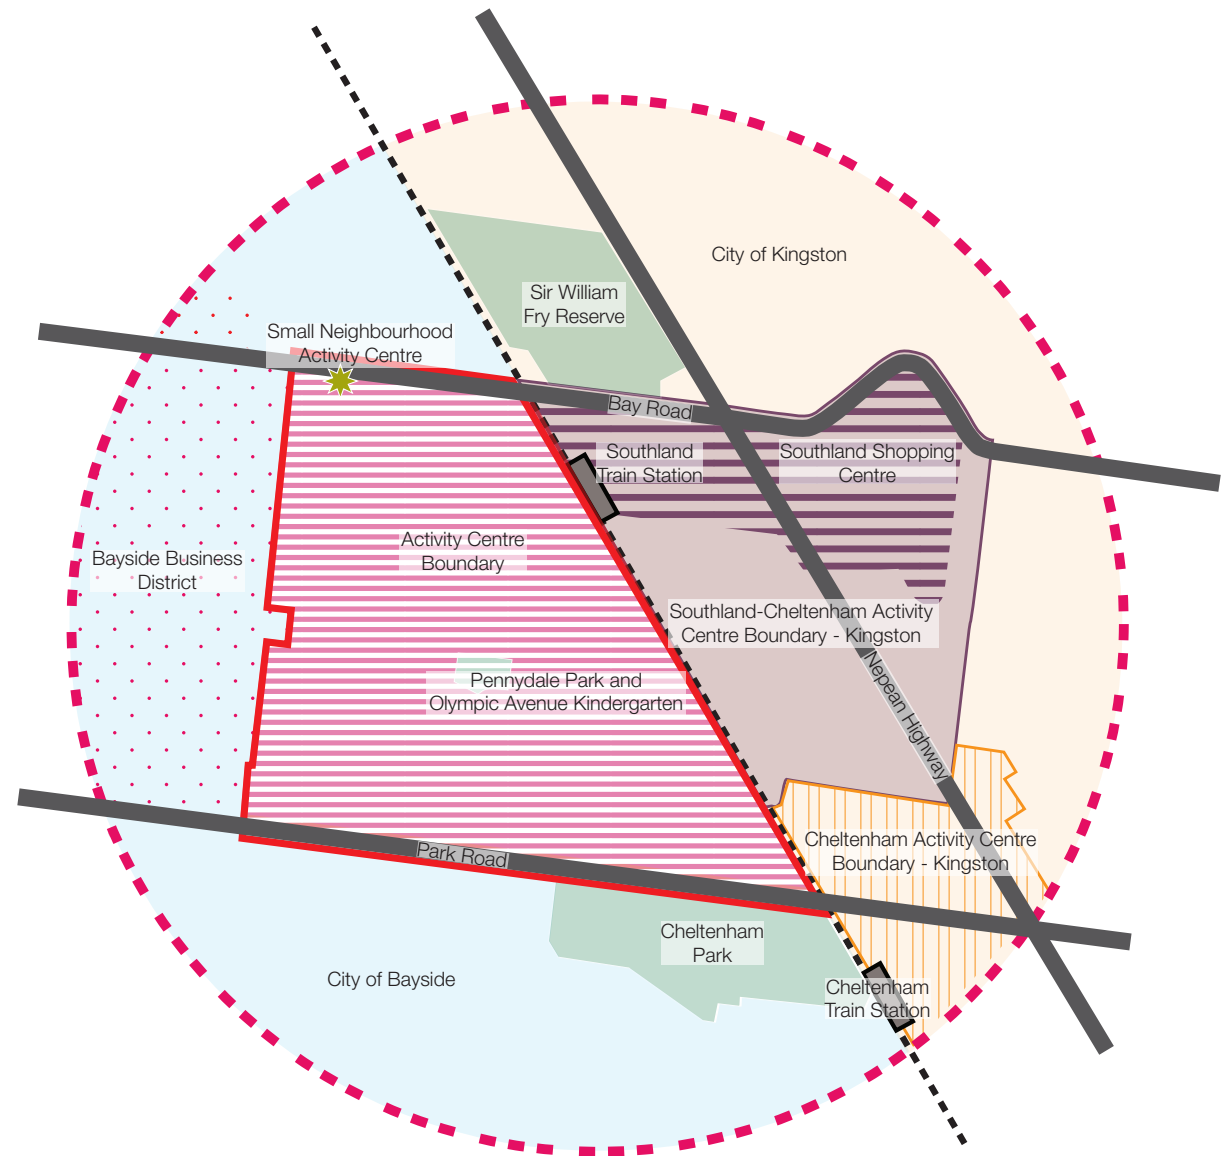 City of Kingston
Sir William
Fry Reserve
Small Neighbourhood
Activity Centre
Bay Road
Southland
Train Station
Southland Shopping
Centre
Activity Centre
Boundary
Bayside Business
District
Southland-Cheltenham Activity
Centre Boundary - Kingston
Pennydale Park and
Olympic Avenue Kindergarten
Nepean Highway
Cheltenham Activity Centre
Boundary - Kingston
Park Road
Cheltenham
Park
City of Bayside
Cheltenham
Train Station